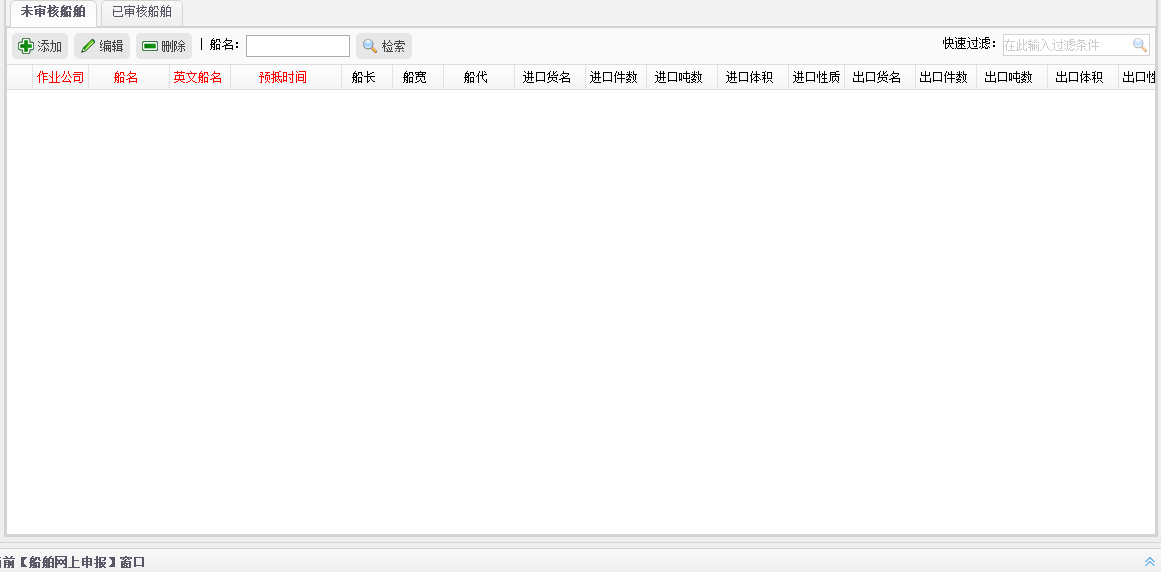 未审核船舶 已审核船舶
添加 编辑 删除 | 船名： 检索 快速过滤： 在此输入过滤条件
作业公司 船名 英文船名 预抵时间 船长 船宽 船代 进口货名 进口件数 进口吨数 进口体积 进口性质 出口货名 出口件数 出口吨数 出口体积 出口
前【船舶网上申报】窗口